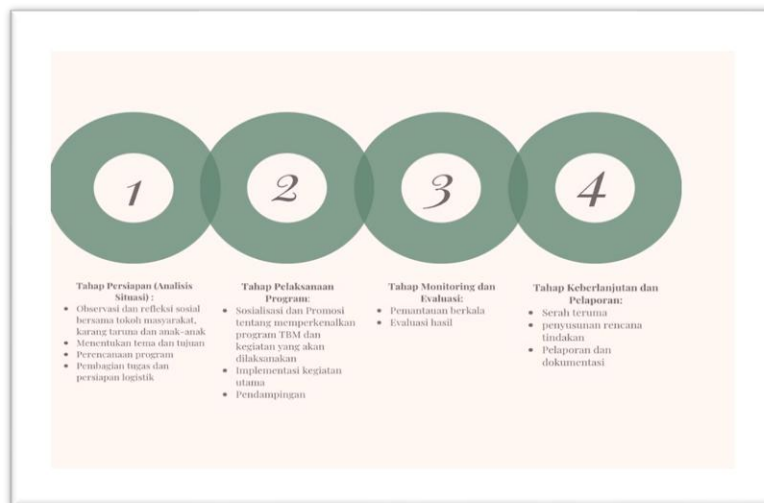 1
2
3
4
Tahap Persiapan (Analisis
Situasi) :
• Observasi dan refleksi sosial
bersama tokoh masyarakat,
karang taruna dan anak-anak
• Menentukan tema dan tujuan
• Perencanaan program
• Pembagian tugas dan
persiapan logistik
Tahap Pelaksanaan
Program:
• Sosialisasi dan Promosi
tentang memperkenalkan
program TBM dan
kegiatan yang akan
dilaksanakan
• Implementasi kegiatan
utama
• Pendampingan
Tahap Monitoring dan
Evaluasi:
• Pemantauan berkala
• Evaluasi hasil
Tahap Keberlanjutan dan
Pelaporan:
• Serah teruma
• penyusunan rencana
tindakan
• Pelaporan dan
dokumentasi